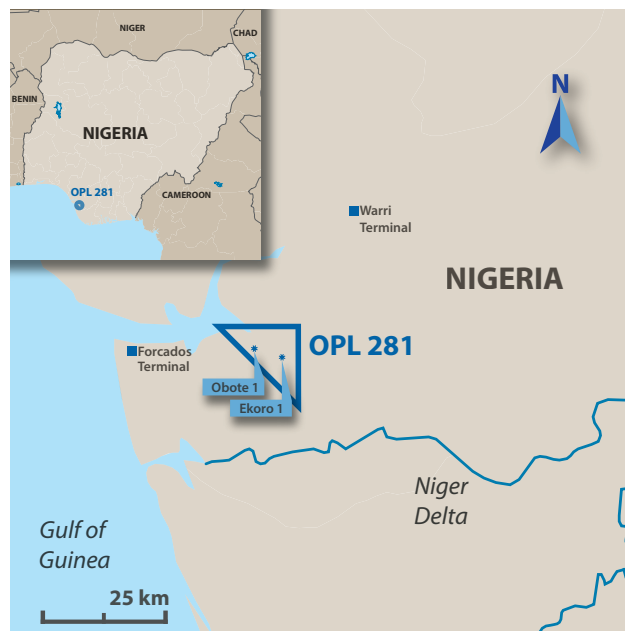 NIGER
CHAD
BENIN
NIGERIA
OPL 281
CAMEROON
N
Warri
Terminal
NIGERIA
OPL 281
Forcados
Terminal
Obote 1
Ekoro 1
Niger
Delta
Gulf of
Guinea
25 km